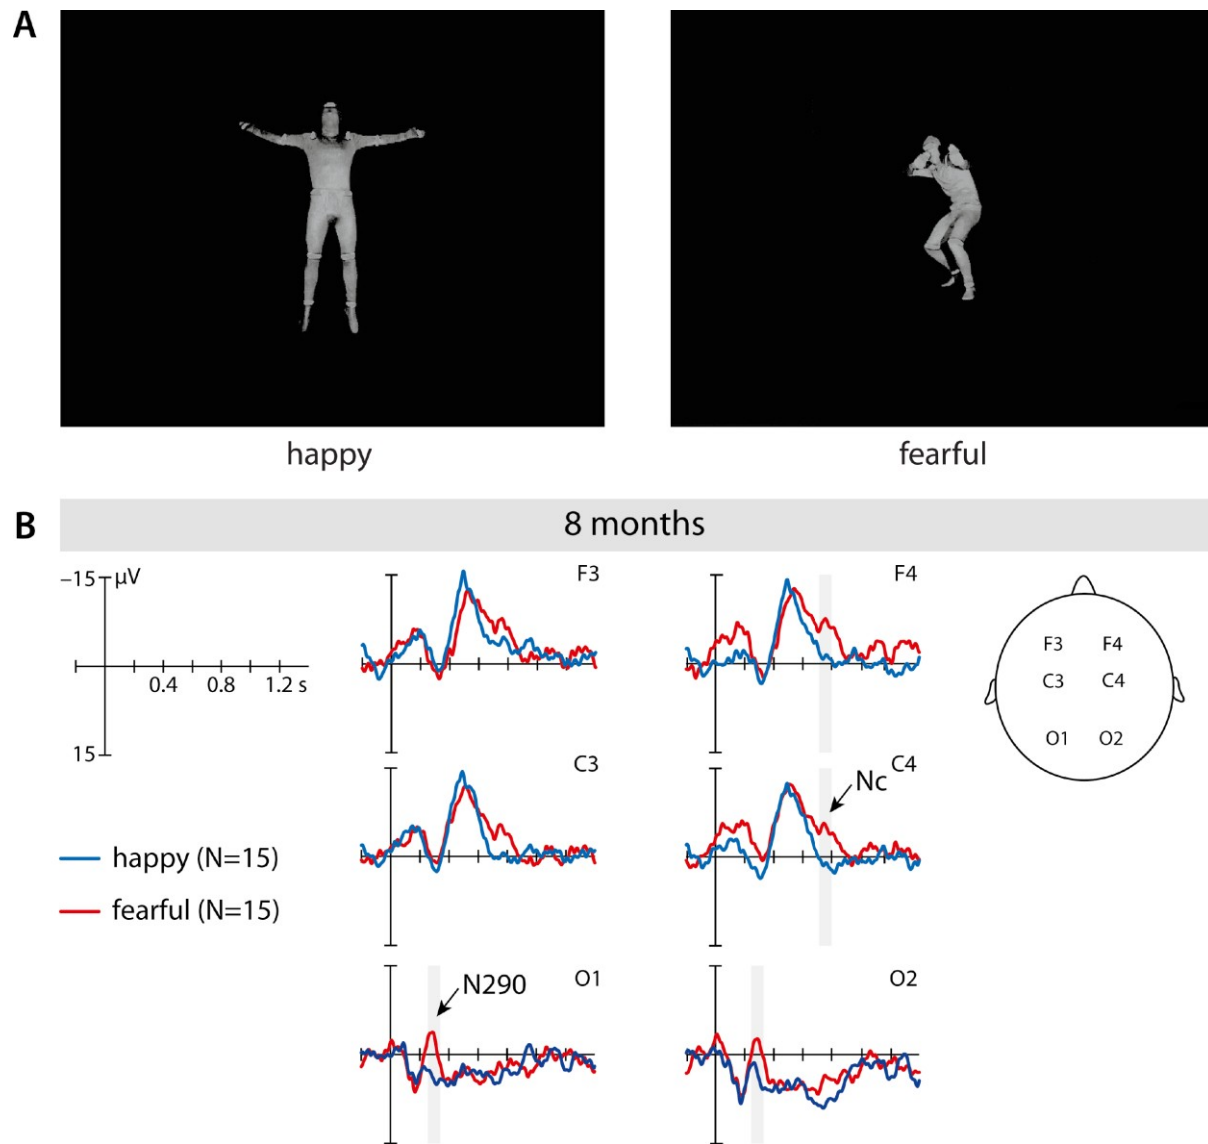 A
happy
fearful
B
8 months
–15 µV
0.4 0.8 1.2 s
15
F3
F4
F3 F4
C3 C4
O1 O2
C3
C4
Nc
happy (N=15)
fearful (N=15)
N290
O1
O2